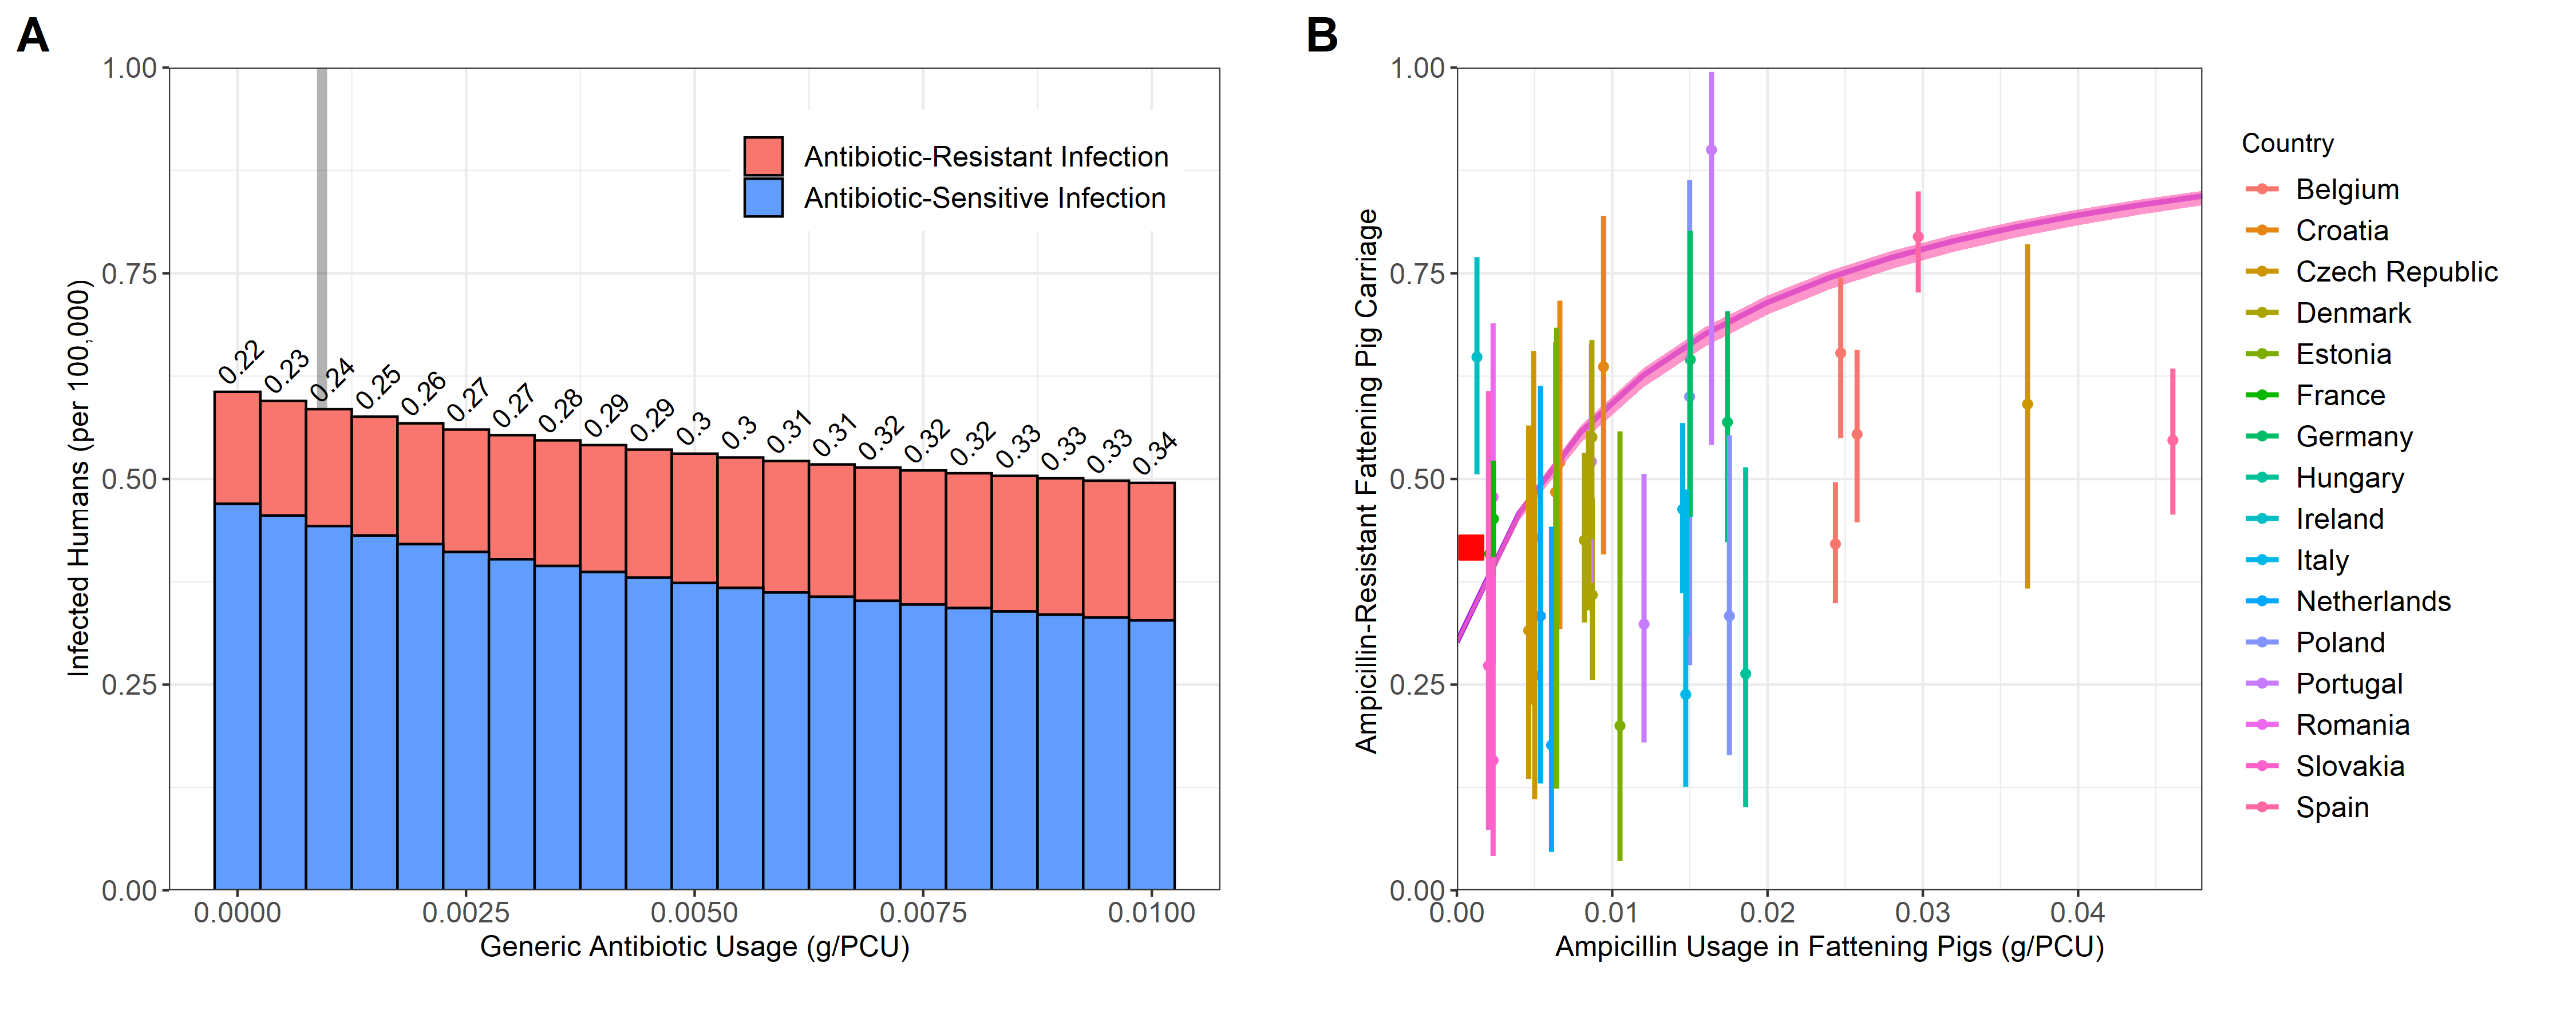 A
B
1.00
0.75
0.50
0.25
0.00
Infected Humans (per 100,000)
0.22
0.23
0.24
0.25
0.26
0.27
0.27
0.28
0.29
0.29
0.3
0.3
0.31
0.31
0.32
0.32
0.32
0.33
0.33
0.33
0.34
Antibiotic-Resistant Infection
Antibiotic-Sensitive Infection
0.0000
0.0025
0.0050
0.0075
0.0100
Generic Antibiotic Usage (g/PCU)
1.00
0.75
0.50
0.25
0.00
Ampicillin-Resistant Fattening Pig Carriage
0.00
0.01
0.02
0.03
0.04
Ampicillin Usage in Fattening Pigs (g/PCU)
Country
Belgium
Croatia
Czech Republic
Denmark
Estonia
France
Germany
Hungary
Ireland
Italy
Netherlands
Poland
Portugal
Romania
Slovakia
Spain